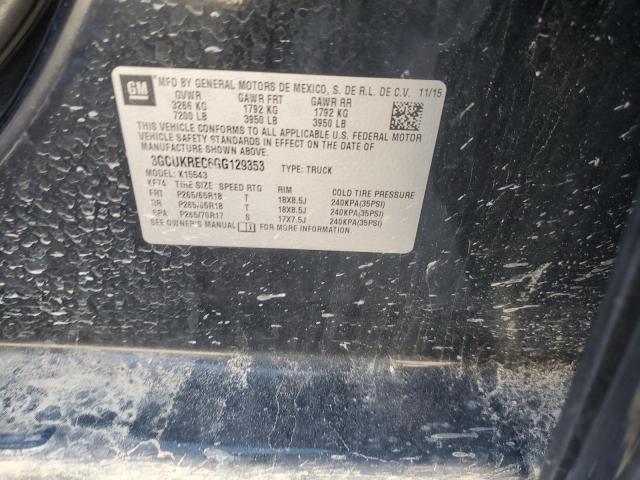 GM MFD BY GENERAL MOTORS DE MEXICO, S. DE R.L. DE C.V. 11/15
GVWR GAWR FRT GAWR RR
3266 KG 1792 KG 1792 KG
7200 LB 3950 LB 3950 LB
THIS VEHICLE CONFORMS TO ALL APPLICABLE U.S. FEDERAL MOTOR
VEHICLE SAFETY STANDARDS IN EFFECT ON THE DATE OF
MANUFACTURE SHOWN ABOVE.
3GCUKREC6GG129353 TYPE: TRUCK
K15543
KFT4 TIRE SIZE SPEED RTG RIM COLD TIRE PRESSURE
FRT P265/65R18 T 18X8.5J 240KPA(35PSI)
RR P265/65R18 T 18X8.5J 240KPA(35PSI)
SPA P265/70R17 S 17X7.5J 240KPA(35PSI)
SEE OWNER'S MANUAL FOR MORE INFORMATION.